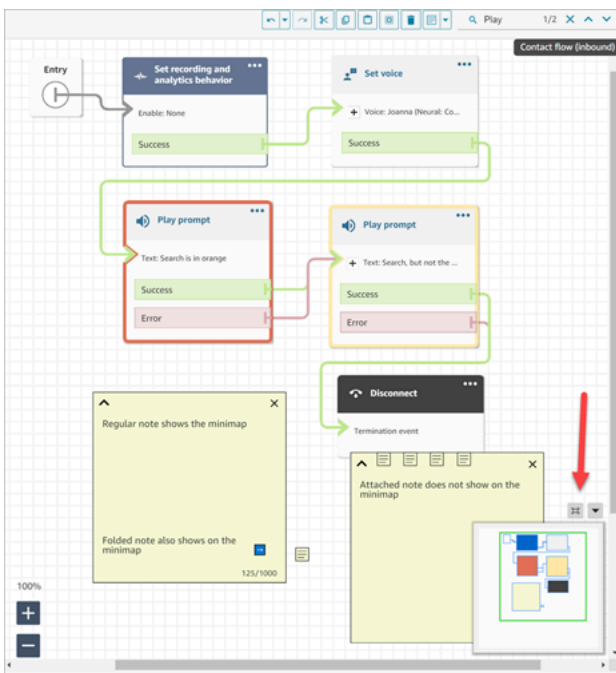 Play
1/2
Contact flow (inbound)
Entry
Set recording and
analytics behavior
Enable: None
Success
Set voice
Voice: Joanna (Neural: Co...
Success
Play prompt
Text: Search is in orange
Success
Error
Play prompt
Text: Search, but not the ...
Success
Error
Disconnect
Termination event
Regular note shows the minimap
Folded note also shows on the
minimap
125/1000
Attached note does not show on the
minimap
100%